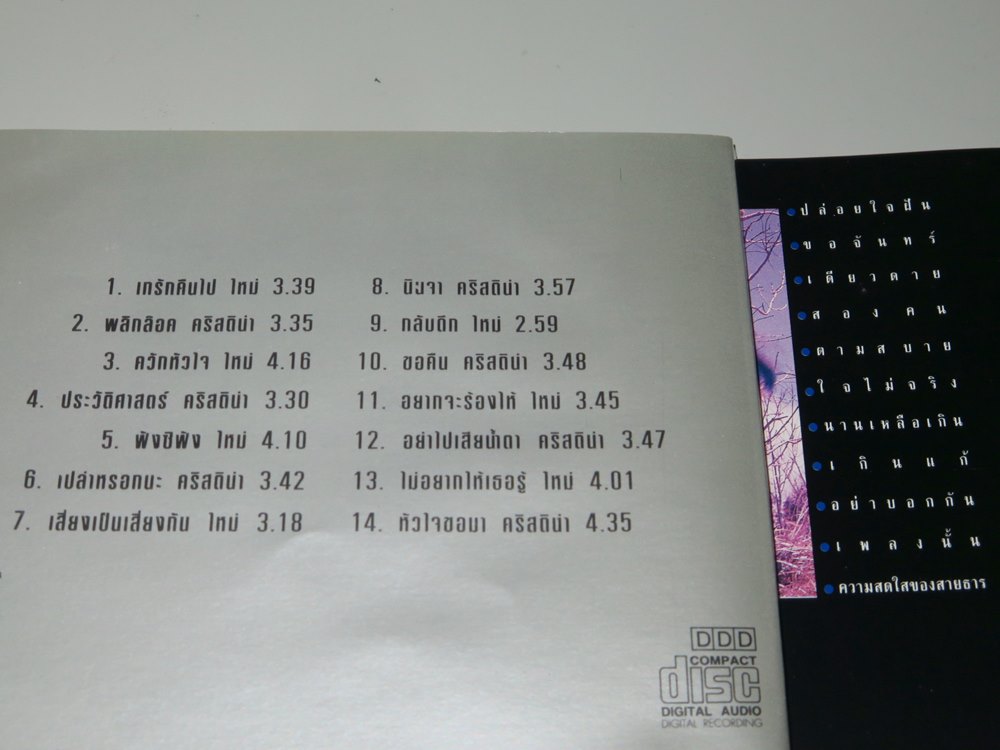 1. เทรักคืนไป ใหม่ 3.39
2. พลิกล็อค คริสติน่า 3.35
3. ควักหัวใจ ใหม่ 4.16
4. ประวัติศาสตร์ คริสติน่า 3.30
5. ฟังซิฟัง ใหม่ 4.10
6. เปล่าหรอกนะ คริสติน่า 3.42
7. เสียงเป็นเสียงกัน ใหม่ 3.18
8. นิวจา คริสติน่า 3.57
9. กลับดึก ใหม่ 2.59
10. ขอคืน คริสติน่า 3.48
11. อยากจะร้องไห้ ใหม่ 3.45
12. อย่าไปเสียน้ำตา คริสติน่า 3.47
13. ไม่อยากให้เธอรู้ ใหม่ 4.01
14. หัวใจขอมา คริสติน่า 4.35
DDD
COMPACT
disc
DIGITAL AUDIO
DIGITAL RECORDING
ปล่อยใจฝัน
ขอจันทร์
เดียวดาย
สองคน
ตามสบาย
ใจไม่จริง
นานเหลือเกิน
เกินแก้
อย่าบอกกัน
เพลงนั้น
ความสดใสของสายธาร